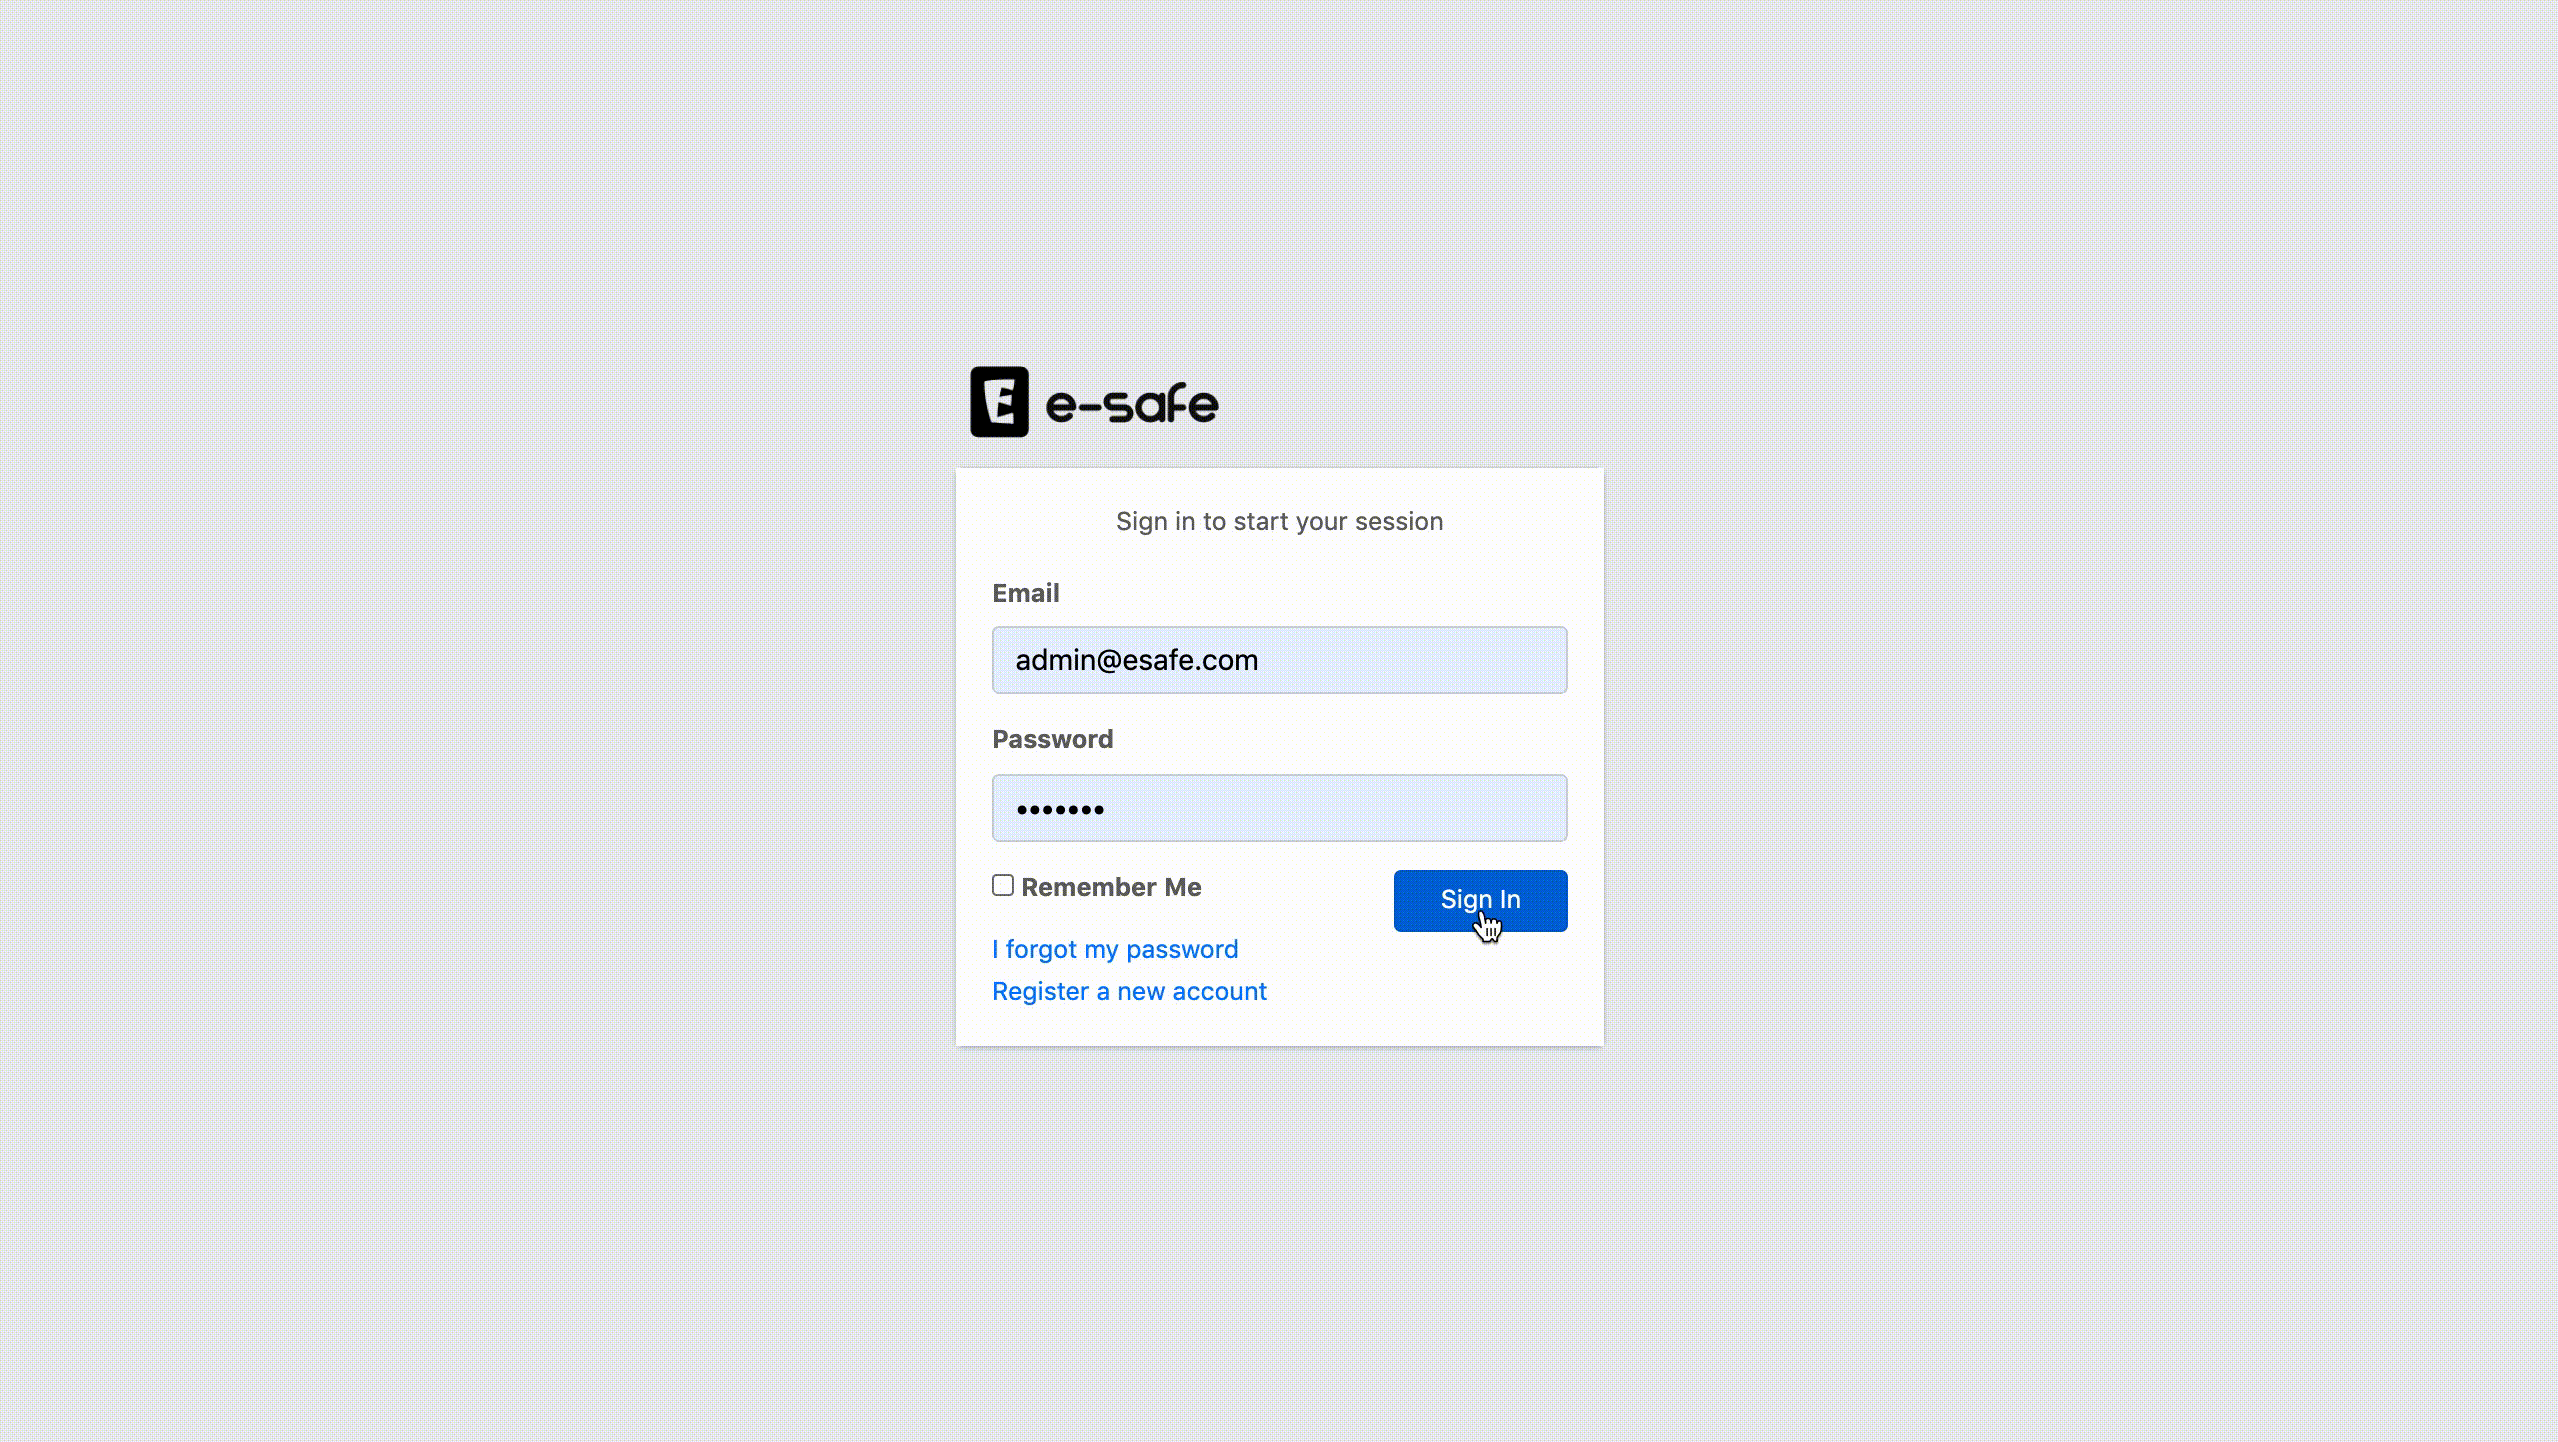 E e-safe
Sign in to start your session
Email
admin@esafe.com
Password
•••••••
Remember Me
Sign In
I forgot my password
Register a new account